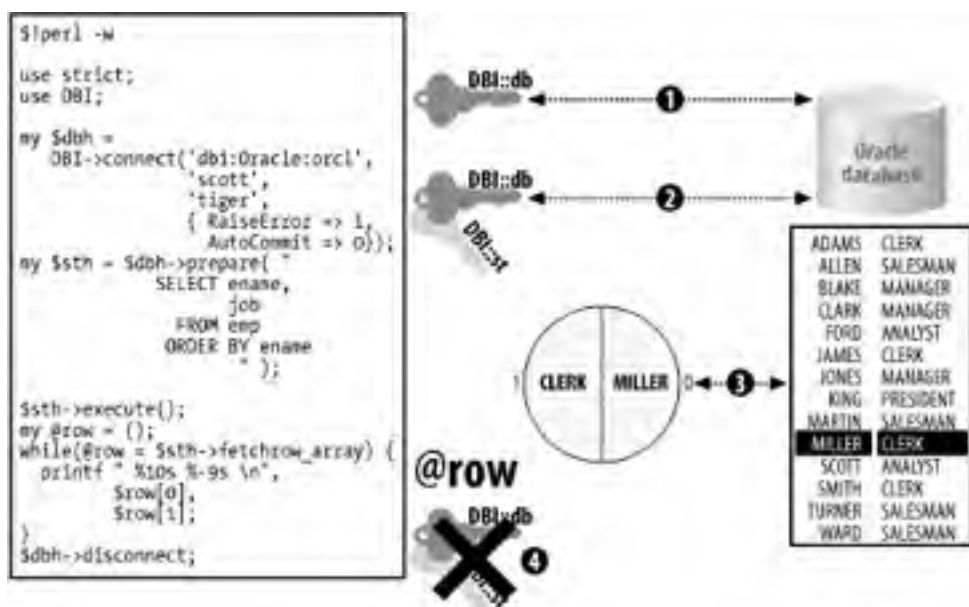 $!perl -w
use strict;
use DBI;
my $dbh =
DBI->connect('dbi:Oracle:orcl',
'scott',
'tiger',
{ RaiseError => 1,
AutoCommit => 0});
my $sth = $dbh->prepare( "
SELECT ename,
job
FROM emp
ORDER BY ename
" );
$sth->execute();
my @row = ();
while(@row = $sth->fetchrow_array) {
printf " %10s %-9s \n",
$row[0],
$row[1];
}
$dbh->disconnect;
DBI::db
1
Oracle
database
DBI::db
DBI::st
2
1
CLERK
MILLER
0
3
@row
DBI::db
DBI::st
4
ADAMS CLERK
ALLEN SALESMAN
BLAKE MANAGER
CLARK MANAGER
FORD ANALYST
JAMES CLERK
JONES MANAGER
KING PRESIDENT
MARTIN SALESMAN
MILLER CLERK
SCOTT ANALYST
SMITH CLERK
TURNER SALESMAN
WARD SALESMAN